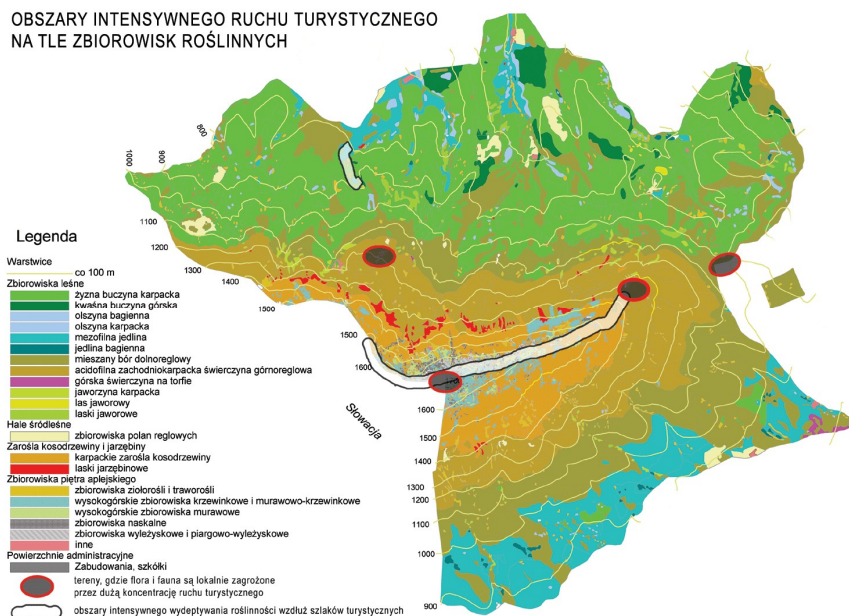 OBSZARY INTENSYWNEGO RUCHU TURYSTYCZNEGO
NA TLE ZBIOROWISK ROŚLINNYCH
800
900
1000
1100
1200
1300
1400
1500
1500
1600
Słowacja
1600
1500
1400
1300
1200
1100
1000
900
Legenda
Warstwice
co 100 m
Zbiorowiska leśne
żyzna buczyna karpacka
kwaśna buczyna górska
olszyna bagienna
olszyna karpacka
mezofilna jedlina
jedlina bagienna
mieszany bór dolnoreglowy
acidofilna zachodniokarpacka świerczyna górnoreglowa
górska świerczyna na torfie
jaworzyna karpacka
las jaworowy
laski jaworowe
Hale śródleśne
zbiorowiska polan reglowych
Zarośla kosodrzewiny i jarzębiny
karpackie zarośla kosodrzewiny
laski jarzębinowe
Zbiorowiska piętra aplejskiego
zbiorowiska ziołorośli i traworośli
wysokogórskie zbiorowiska krzewinkowe i murawowo-krzewinkowe
wysokogórskie zbiorowiska murawowe
zbiorowiska naskalne
zbiorowiska wyleżyskowe i piargowo-wyleżyskowe
inne
Powierzchnie administracyjne
Zabudowania, szkółki
tereny, gdzie flora i fauna są lokalnie zagrożone
przez dużą koncentrację ruchu turystycznego
obszary intensywnego wydeptywania roślinności wzdłuż szlaków turystycznych